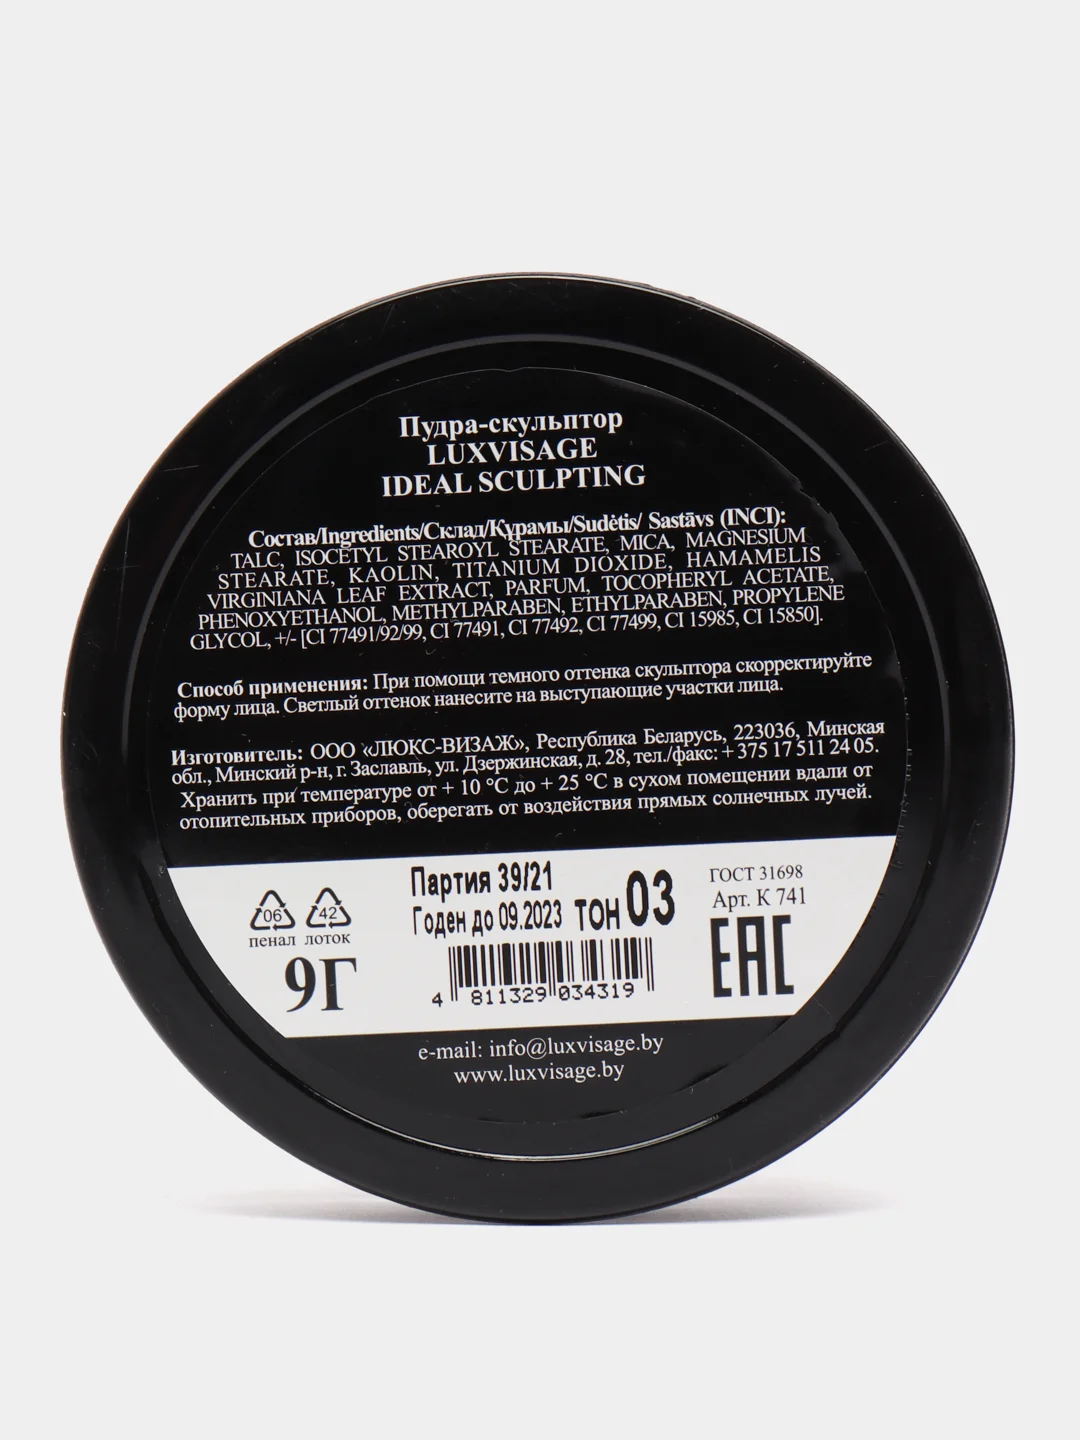 Пудра-скульптор
LUXVISAGE
IDEAL SCULPTING
Состав/Ingredients/Склад/Құрамы/Sudėtis/ Sastāvs (INCI):
TALC, ISOCETYL STEAROYL STEARATE, MICA, MAGNESIUM
STEARATE, KAOLIN, TITANIUM DIOXIDE, HAMAMELIS
VIRGINIANA LEAF EXTRACT, PARFUM, TOCOPHERYL ACETATE,
PHENOXYETHANOL, METHYLPARABEN, ETHYLPARABEN, PROPYLENE
GLYCOL, +/- [CI 77491/92/99, CI 77491, CI 77492, CI 77499, CI 15985, CI 15850].
Способ применения: При помощи темного оттенка скульптора скорректируйте
форму лица. Светлый оттенок нанесите на выступающие участки лица.
Изготовитель: ООО «ЛЮКС-ВИЗАЖ», Республика Беларусь, 223036, Минская
обл., Минский р-н, г. Заславль, ул. Дзержинская, д. 28, тел./факс: + 375 17 511 24 05.
Хранить при температуре от + 10 °C до + 25 °C в сухом помещении вдали от
отопительных приборов, оберегать от воздействия прямых солнечных лучей.
06 42
пенал лоток
9Г
Партия 39/21
Годен до 09.2023 тон 03
4 811329 034319
ГОСТ 31698
Арт. К 741
EAC
e-mail: info@luxvisage.by
www.luxvisage.by